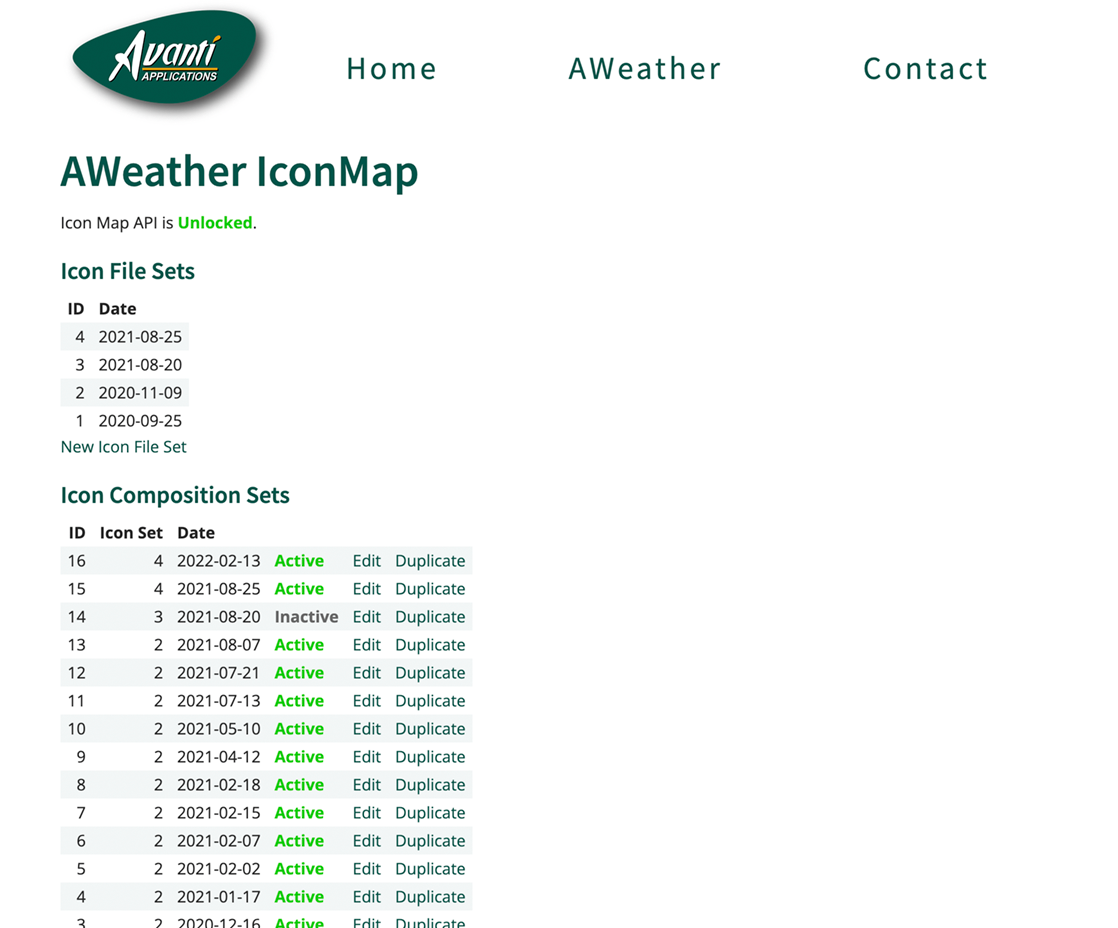 Avanti
APPLICATIONS
Home AWeather Contact
AWeather IconMap
Icon Map API is Unlocked.
Icon File Sets
ID Date
4 2021-08-25
3 2021-08-20
2 2020-11-09
1 2020-09-25
New Icon File Set
Icon Composition Sets
ID Icon Set Date
16 4 2022-02-13 Active Edit Duplicate
15 4 2021-08-25 Active Edit Duplicate
14 3 2021-08-20 Inactive Edit Duplicate
13 2 2021-08-07 Active Edit Duplicate
12 2 2021-07-21 Active Edit Duplicate
11 2 2021-07-13 Active Edit Duplicate
10 2 2021-05-10 Active Edit Duplicate
9 2 2021-04-12 Active Edit Duplicate
8 2 2021-02-18 Active Edit Duplicate
7 2 2021-02-15 Active Edit Duplicate
6 2 2021-02-07 Active Edit Duplicate
5 2 2021-02-02 Active Edit Duplicate
4 2 2021-01-17 Active Edit Duplicate
3 2 2020-12-16 Active Edit Duplicate